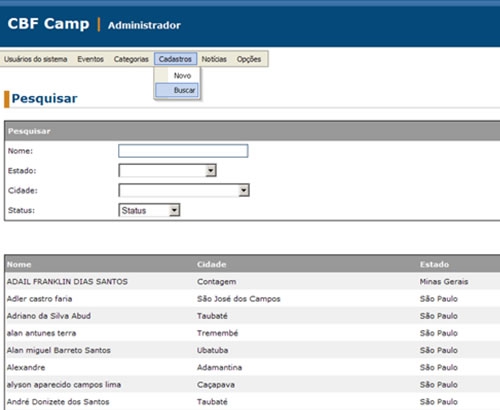 CBF Camp | Administrador
Usuários do sistema Eventos Categorias Cadastros Notícias Opções
Novo
Buscar
Pesquisar
Pesquisar
Nome:
Estado:
Cidade:
Status: Status
Nome Cidade Estado
ADAIL FRANKLIN DIAS SANTOS Contagem Minas Gerais
Adler castro faria São José dos Campos São Paulo
Adriano da Silva Abud Taubaté São Paulo
alan antunes terra Tremembé São Paulo
Alan miguel Barreto Santos Ubatuba São Paulo
Alexandre Adamantina São Paulo
alyson aparecido campos lima Caçapava São Paulo
André Donizete dos Santos Taubaté São Paulo